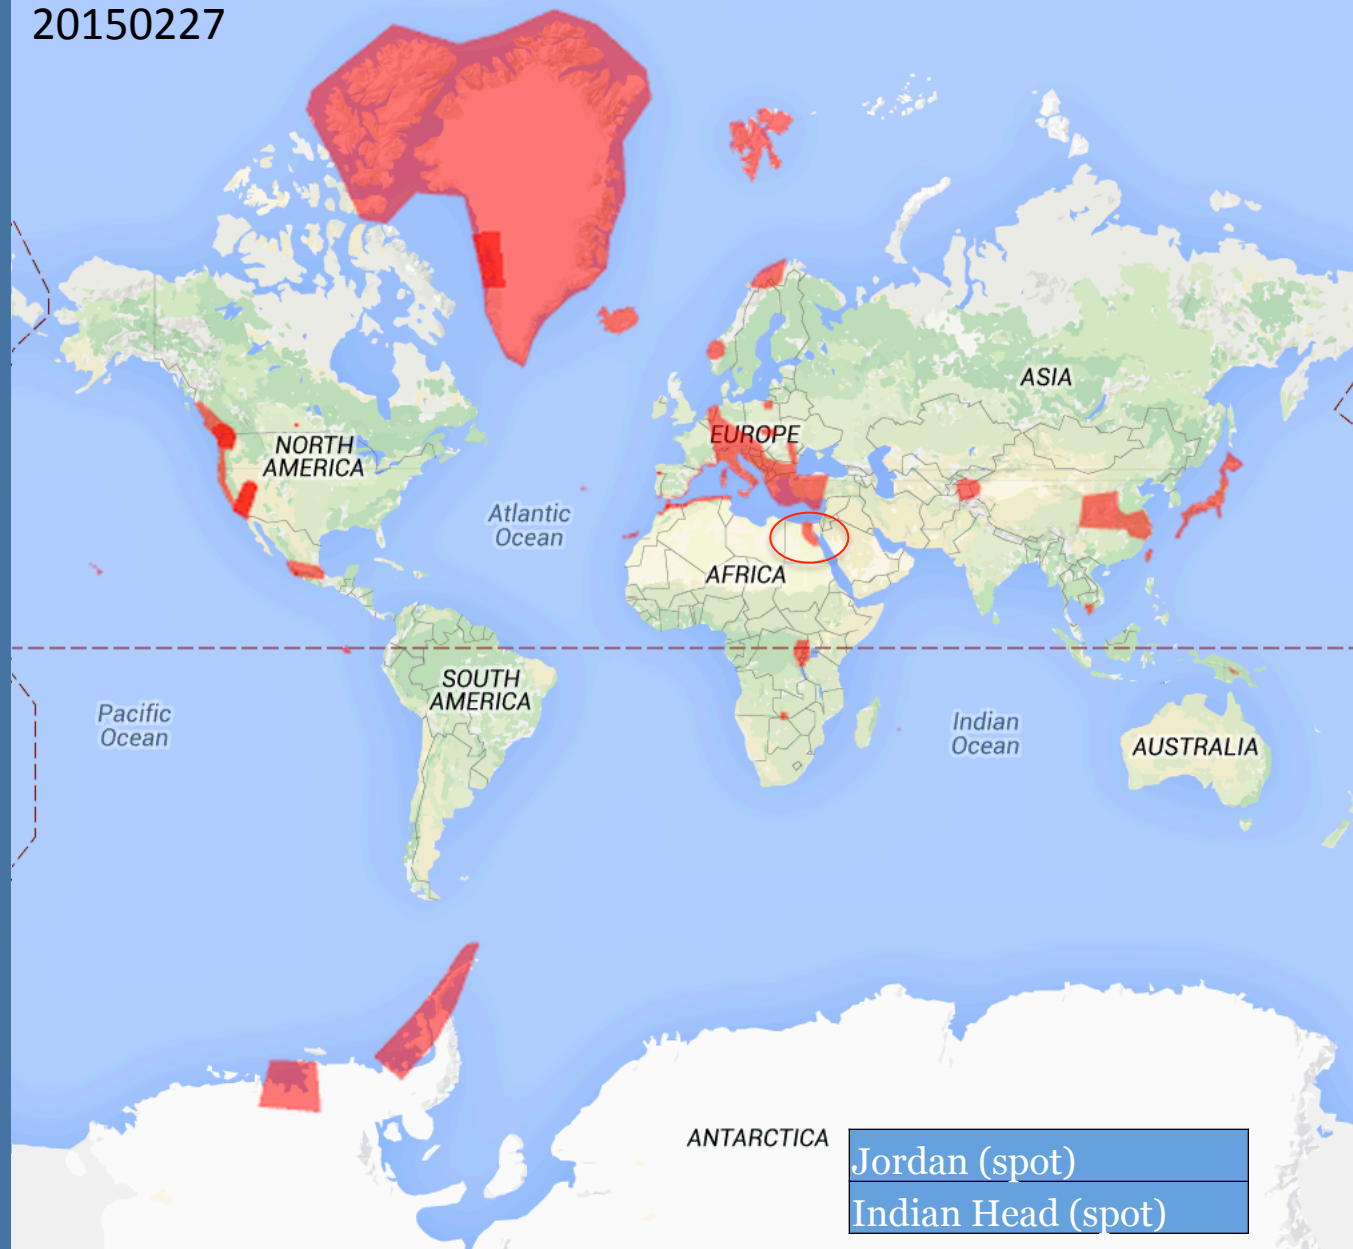 20150227
ASIA
EUROPE
NORTH
AMERICA
Atlantic
Ocean
AFRICA
SOUTH
AMERICA
Pacific
Ocean
Indian
Ocean
AUSTRALIA
ANTARCTICA
Jordan (spot)
Indian Head (spot)